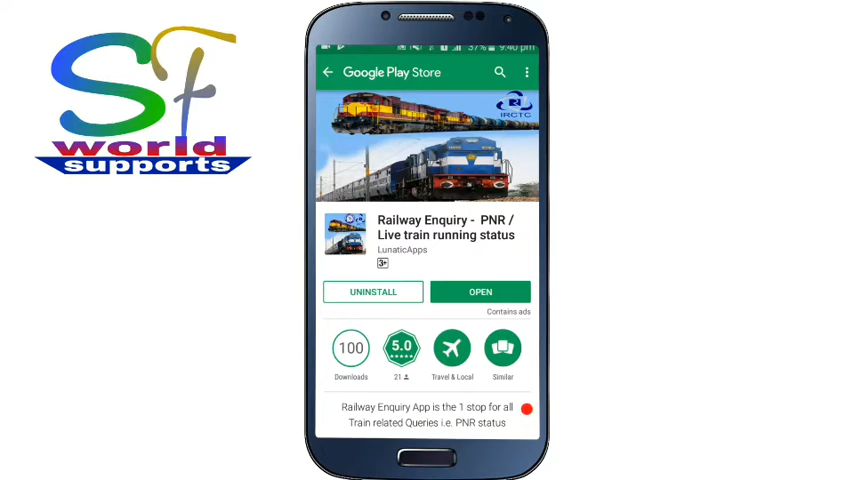 SF
world
supports
37% 9:40 pm
Google Play Store
IRCTC
Railway Enquiry - PNR /
Live train running status
LunaticApps
3+
UNINSTALL
OPEN
Contains ads
100
5.0
Downloads
21
Travel & Local
Similar
Railway Enquiry App is the 1 stop for all
Train related Queries i.e. PNR status